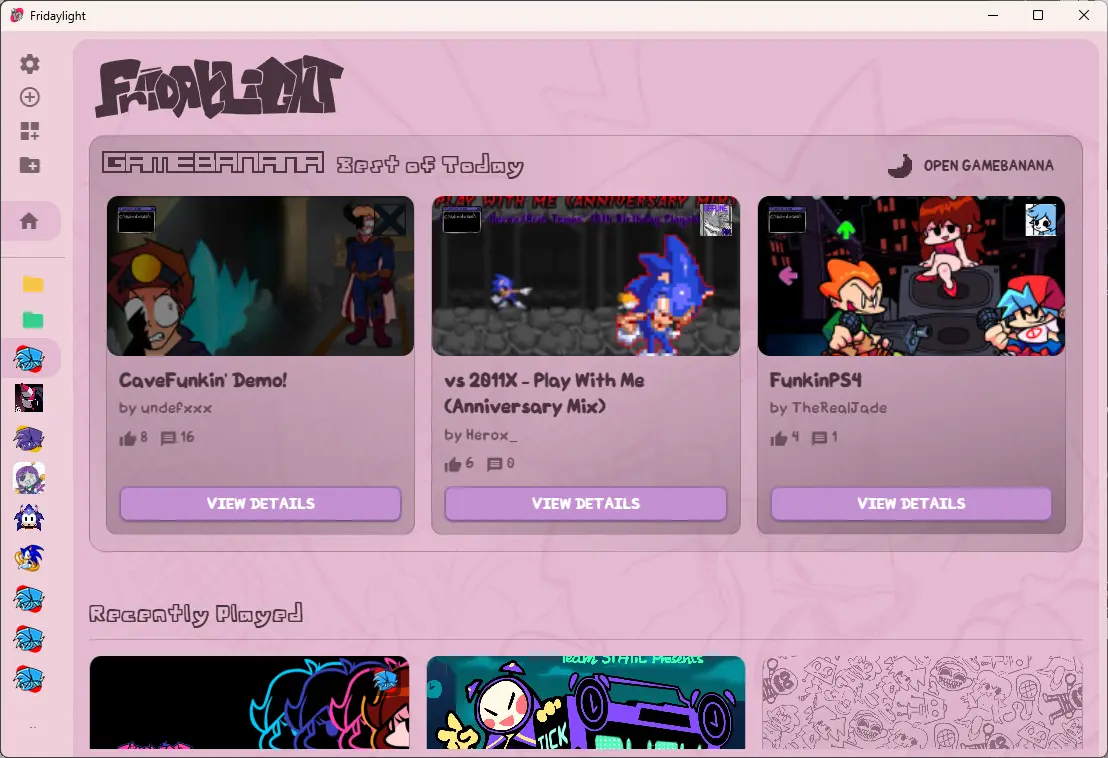 Fridaylight
FRIDAYLIGHT
GAMEBANANA Best of Today
OPEN GAMEBANANA
PLAY WITH ME (ANNIVERSARY MIX)
OFFLINE
CaveFunkin' Demo!
by undefxxx
8 16
VIEW DETAILS
vs 2011X - Play With Me
(Anniversary Mix)
by Herox_
6 0
VIEW DETAILS
FunkinPS4
by TheRealJade
4 1
VIEW DETAILS
Recently Played
Team STATIC Presents
TICK